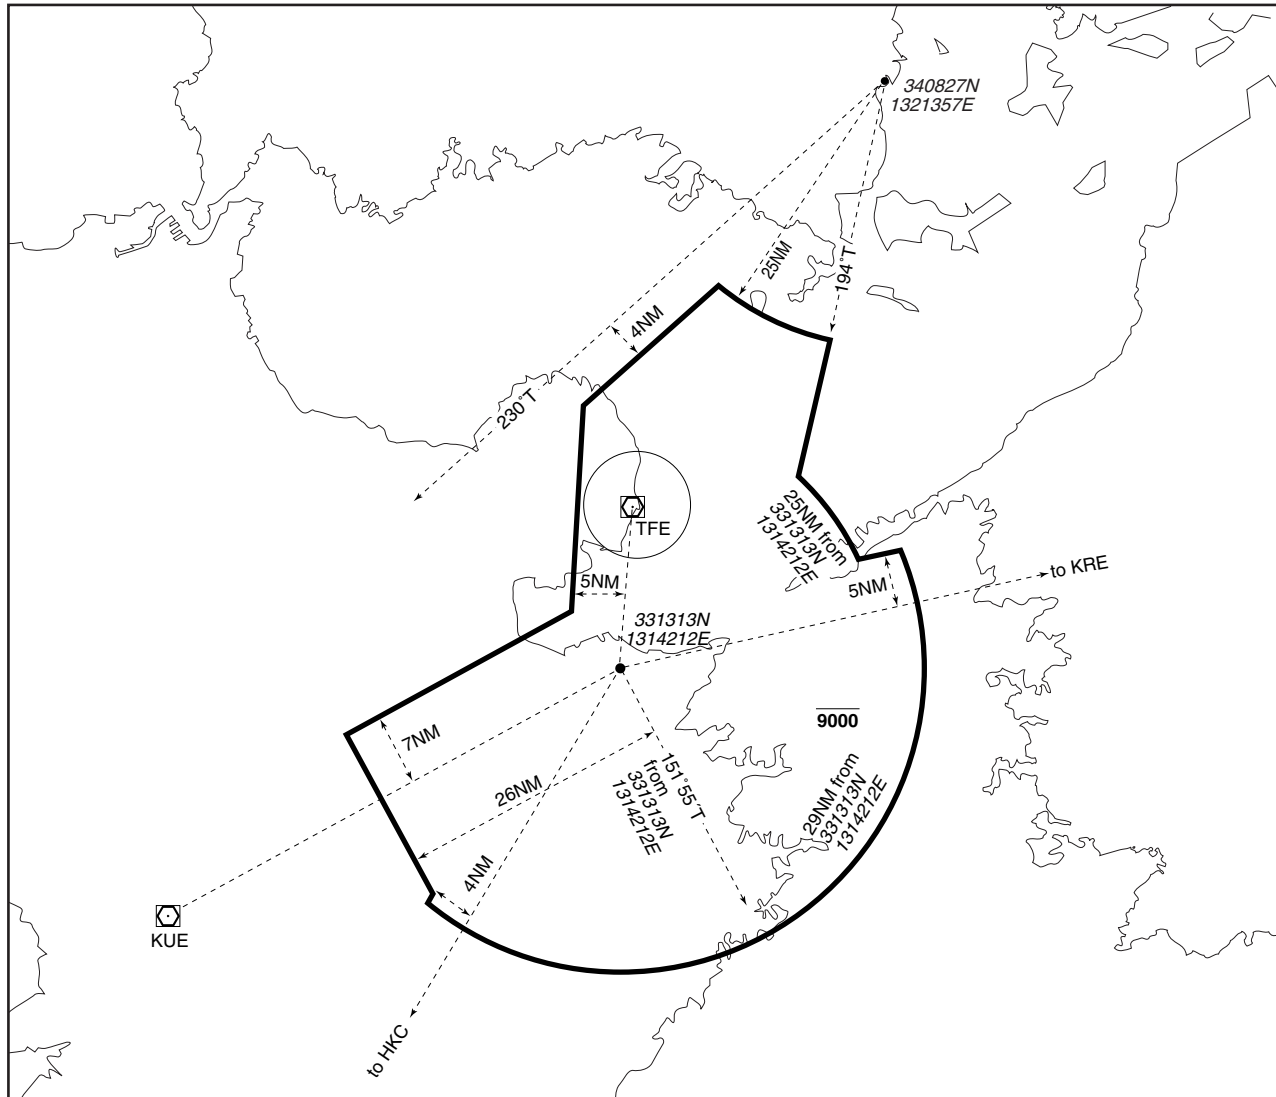 340827N
1321357E
25NM
194°T
4NM
230°T
TFE
25NM from
331313N
1314212E
5NM
5NM
to KRE
331313N
1314212E
9000
7NM
26NM
151°55'T
from
331313N
1314212E
29NM from
331313N
1314212E
4NM
KUE
to HKC